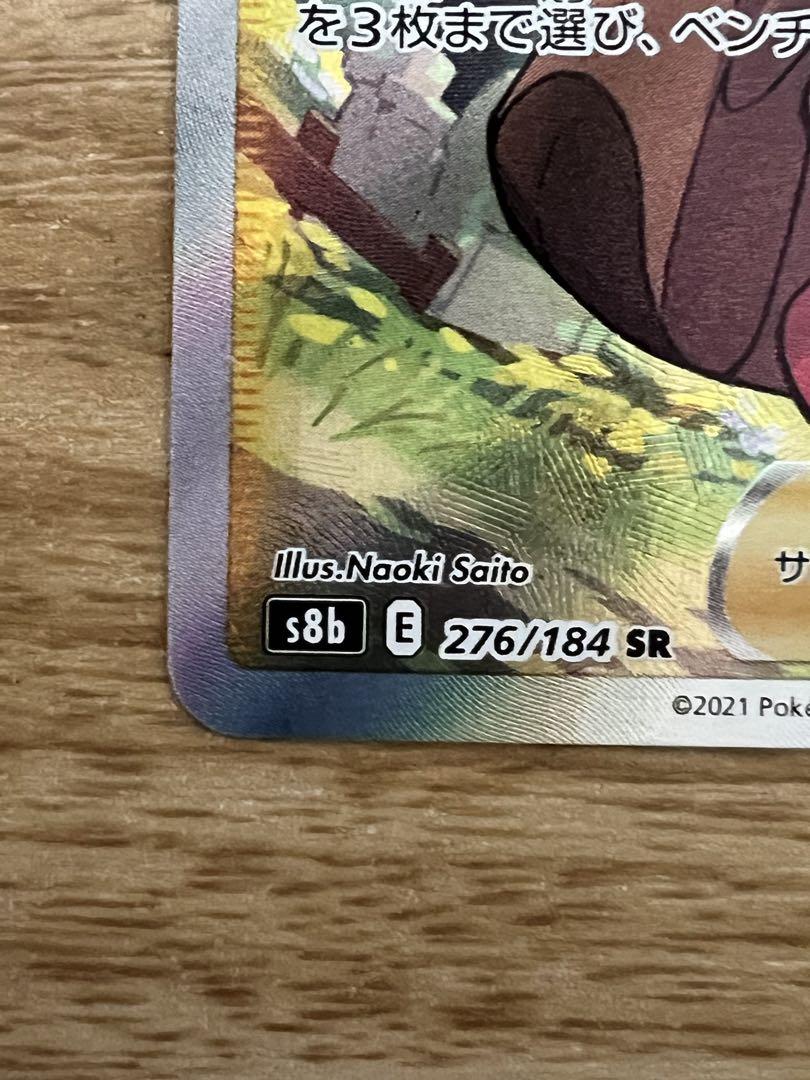 を3枚まで選び、ベンチ
サ
Illus.Naoki Saito
s8b E 276/184 SR
©2021 Poké